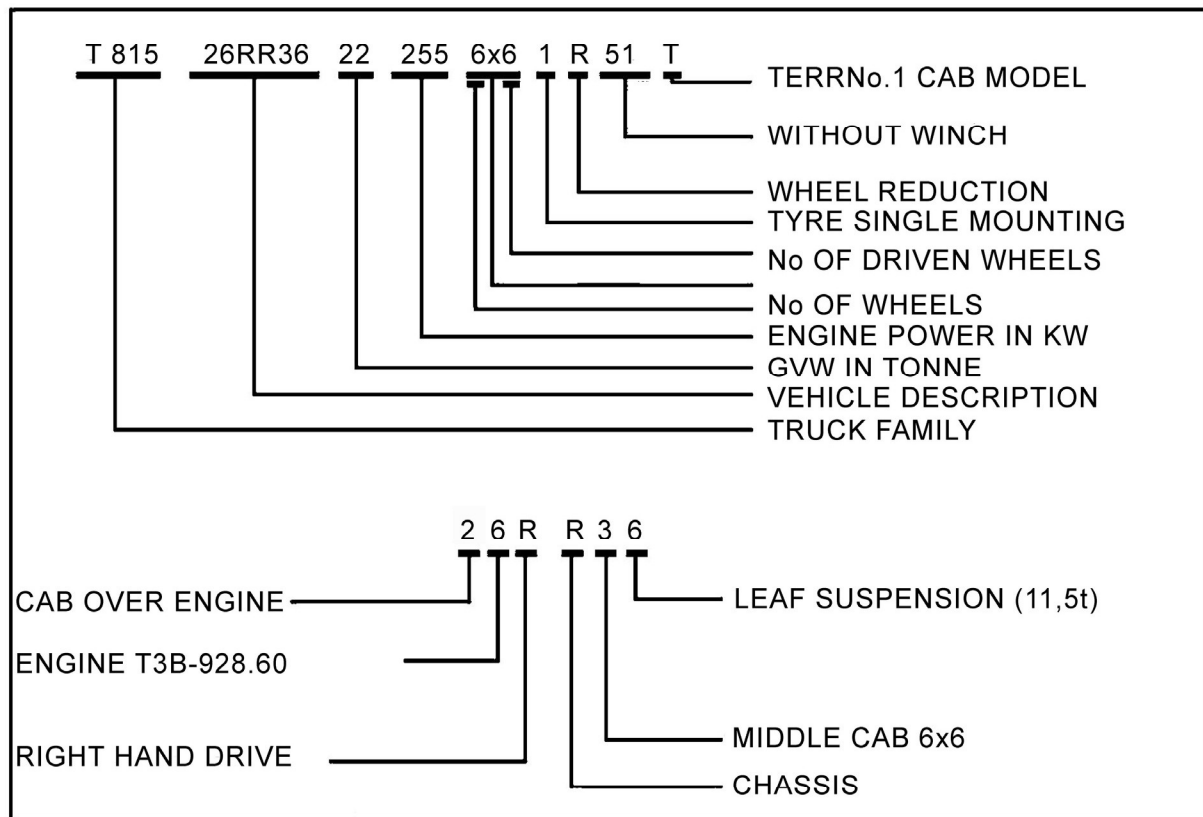 T 815 26RR36 22 255 6x6 1 R 51 T
TERRNo.1 CAB MODEL
WITHOUT WINCH
WHEEL REDUCTION
TYRE SINGLE MOUNTING
No OF DRIVEN WHEELS
No OF WHEELS
ENGINE POWER IN KW
GVW IN TONNE
VEHICLE DESCRIPTION
TRUCK FAMILY
2 6 R R 3 6
CAB OVER ENGINE
LEAF SUSPENSION (11,5t)
ENGINE T3B-928.60
MIDDLE CAB 6x6
RIGHT HAND DRIVE
CHASSIS